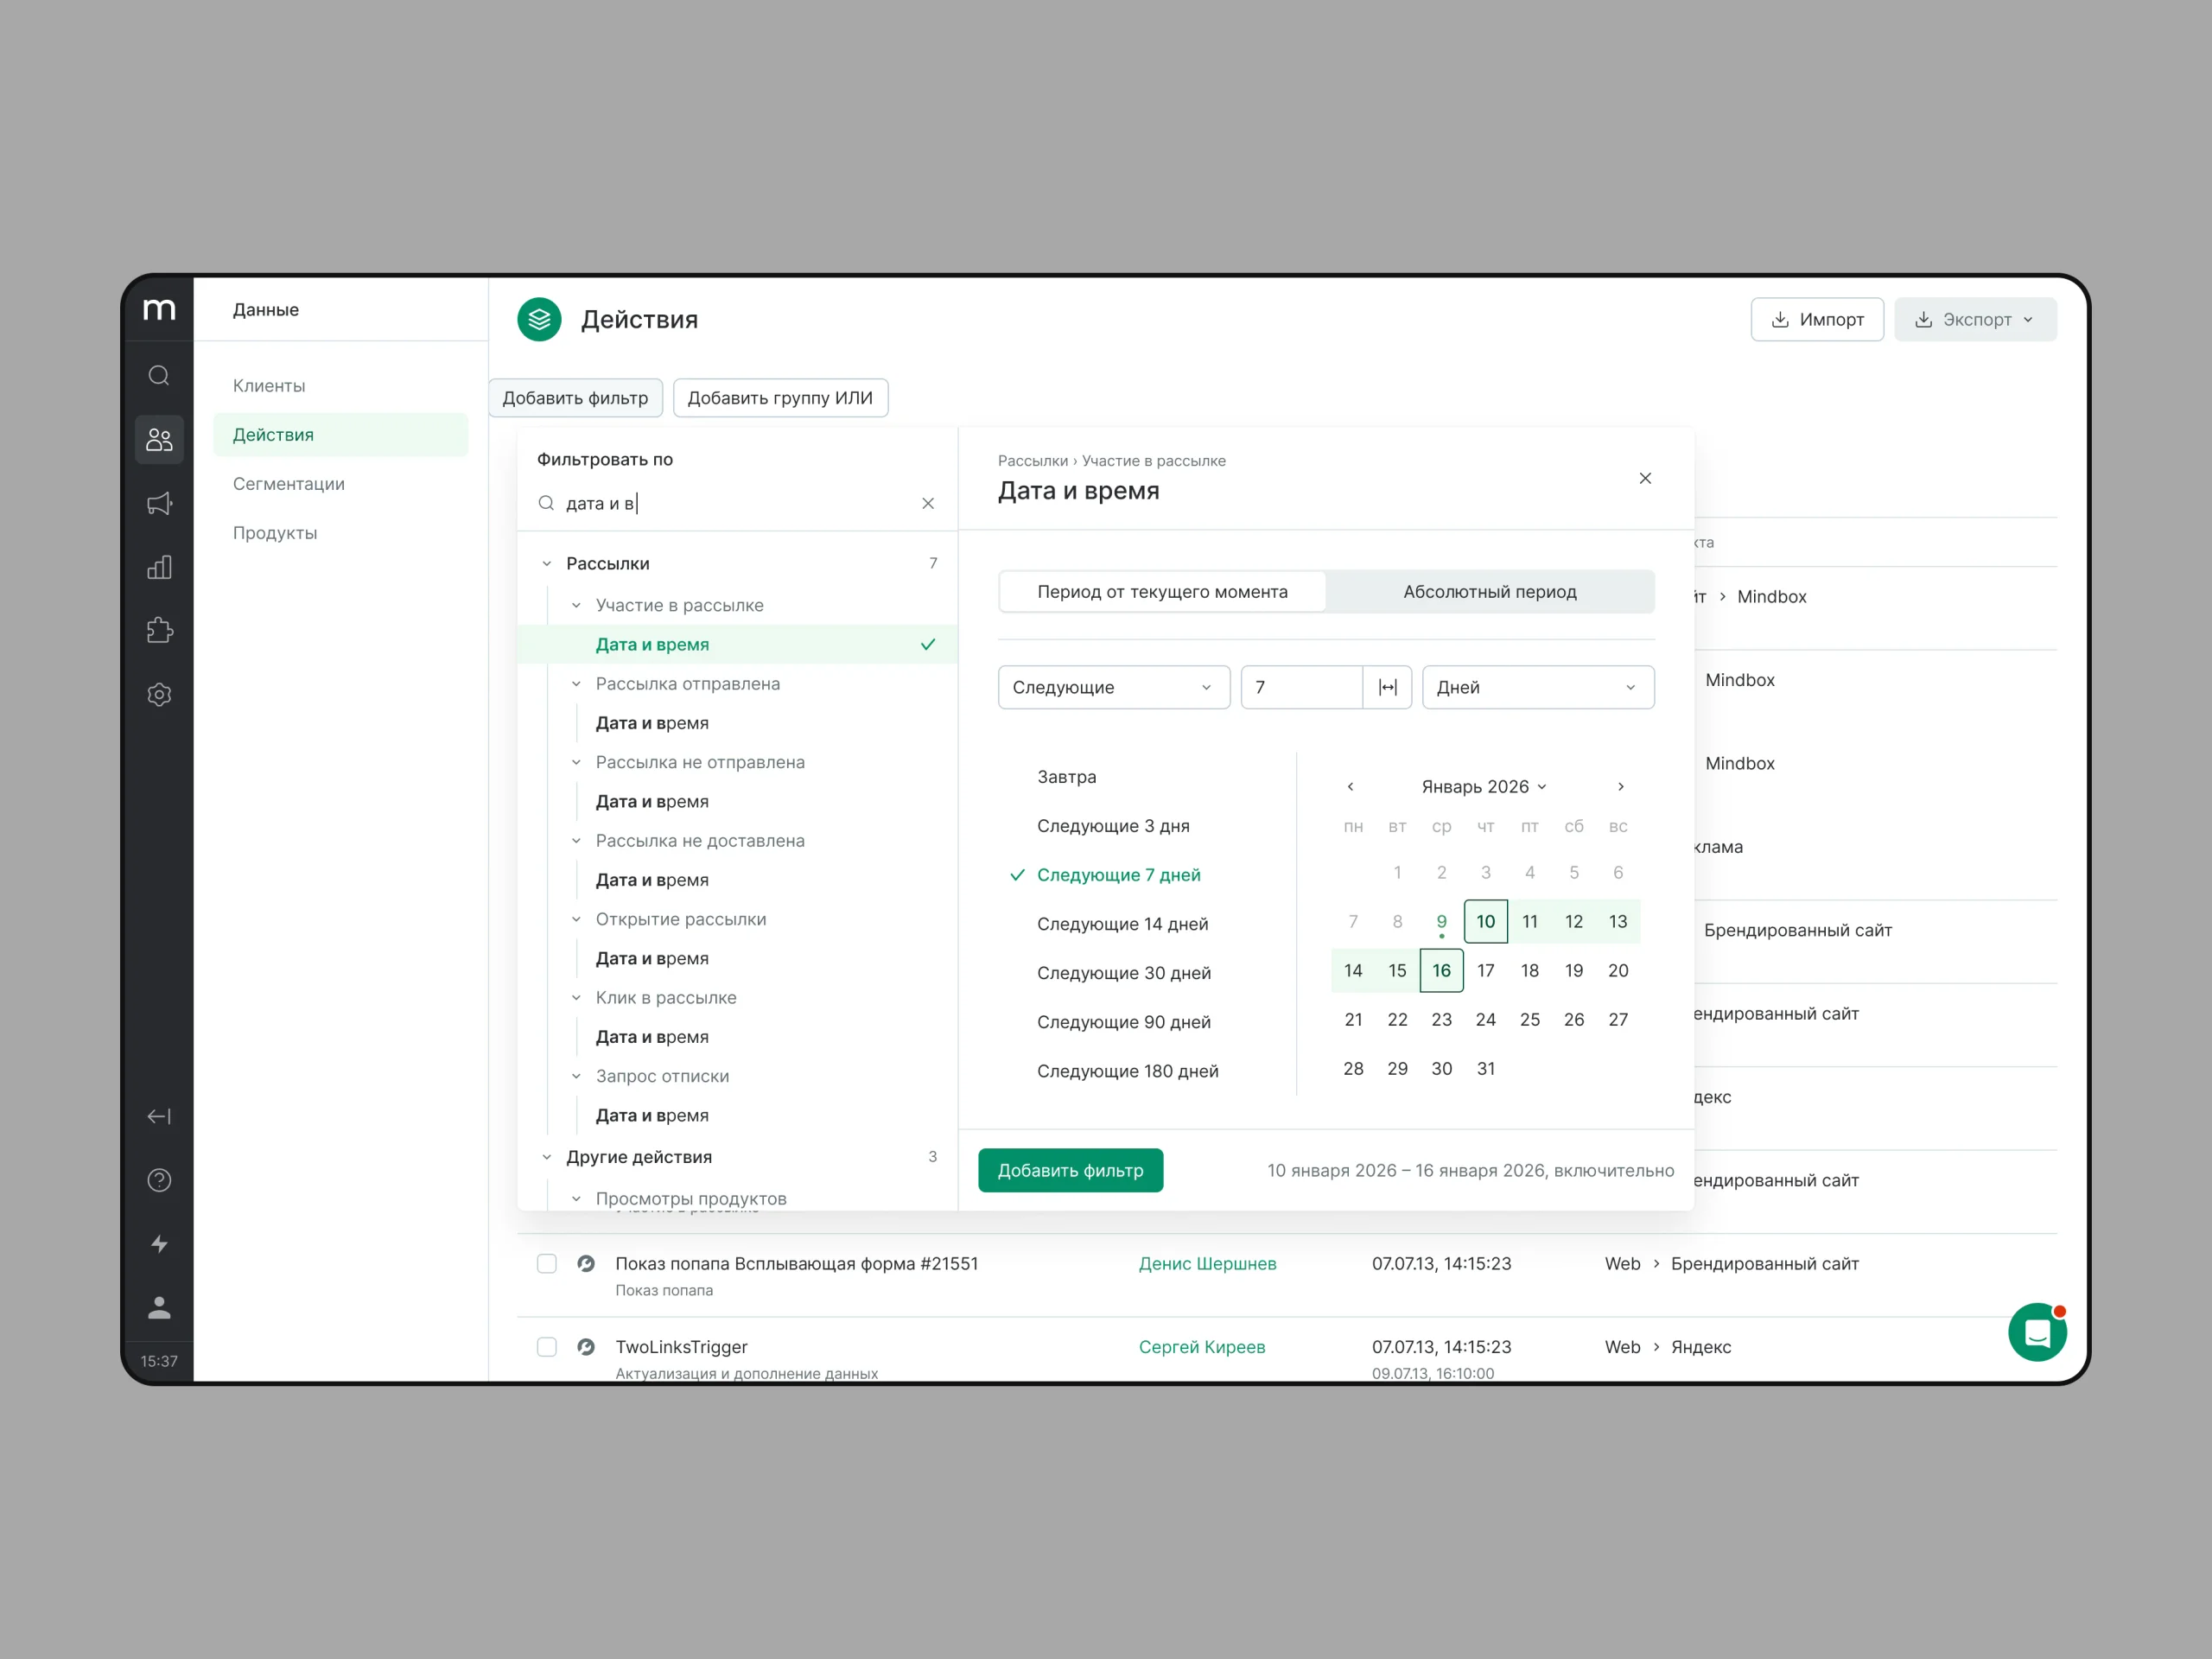 m
Данные
Клиенты
Действия
Сегментации
Продукты
15:37
Действия
Импорт
Экспорт
Добавить фильтр
Добавить группу ИЛИ
Фильтровать по
дата и в
Рассылки 7
Участие в рассылке
Дата и время
Рассылка отправлена
Дата и время
Рассылка не отправлена
Дата и время
Рассылка не доставлена
Дата и время
Открытие рассылки
Дата и время
Клик в рассылке
Дата и время
Запрос отписки
Дата и время
Другие действия 3
Просмотры продуктов
Рассылки › Участие в рассылке
Дата и время
Период от текущего момента
Абсолютный период
Следующие
7
Дней
Завтра
Следующие 3 дня
Следующие 7 дней
Следующие 14 дней
Следующие 30 дней
Следующие 90 дней
Следующие 180 дней
Январь 2026
пн вт ср чт пт сб вс
1 2 3 4 5 6
7 8 9 10 11 12 13
14 15 16 17 18 19 20
21 22 23 24 25 26 27
28 29 30 31
Добавить фильтр
10 января 2026 – 16 января 2026, включительно
Mindbox
Mindbox
Mindbox
клама
Брендированный сайт
ендированный сайт
декс
ендированный сайт
Показ попапа Всплывающая форма #21551
Показ попапа
Денис Шершнев
07.07.13, 14:15:23
Web › Брендированный сайт
TwoLinksTrigger
Актуализация и дополнение данных
Сергей Киреев
07.07.13, 14:15:23
09.07.13, 16:10:00
Web › Яндекс